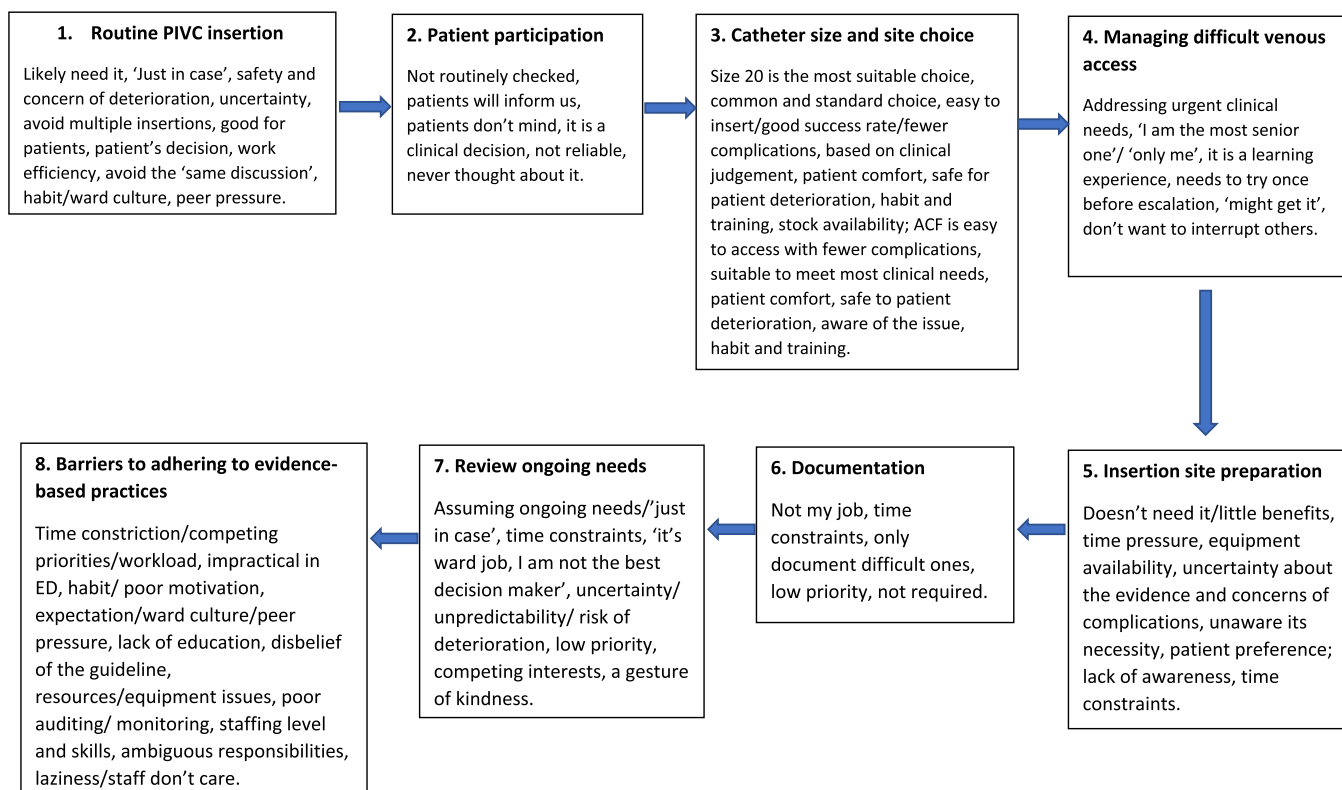 1. Routine PIVC insertion
Likely need it, ‘Just in case’, safety and
concern of deterioration, uncertainty,
avoid multiple insertions, good for
patients, patient’s decision, work
efficiency, avoid the ‘same discussion’,
habit/ward culture, peer pressure.
2. Patient participation
Not routinely checked,
patients will inform us,
patients don’t mind, it is a
clinical decision, not reliable,
never thought about it.
3. Catheter size and site choice
Size 20 is the most suitable choice,
common and standard choice, easy to
insert/good success rate/fewer
complications, based on clinical
judgement, patient comfort, safe for
patient deterioration, habit and
training, stock availability; ACF is easy
to access with fewer complications,
suitable to meet most clinical needs,
patient comfort, safe to patient
deterioration, aware of the issue,
habit and training.
4. Managing difficult venous
access
Addressing urgent clinical
needs, ‘I am the most senior
one’/ ‘only me’, it is a learning
experience, needs to try once
before escalation, ‘might get it’,
don’t want to interrupt others.
5. Insertion site preparation
Doesn’t need it/little benefits,
time pressure, equipment
availability, uncertainty about
the evidence and concerns of
complications, unaware its
necessity, patient preference;
lack of awareness, time
constraints.
6. Documentation
Not my job, time
constraints, only
document difficult ones,
low priority, not required.
7. Review ongoing needs
Assuming ongoing needs/’just
in case’, time constraints, ‘it’s
ward job, I am not the best
decision maker’, uncertainty/
unpredictability/ risk of
deterioration, low priority,
competing interests, a gesture
of kindness.
8. Barriers to adhering to evidence-
based practices
Time constriction/competing
priorities/workload, impractical in
ED, habit/ poor motivation,
expectation/ward culture/peer
pressure, lack of education, disbelief
of the guideline,
resources/equipment issues, poor
auditing/ monitoring, staffing level
and skills, ambiguous responsibilities,
laziness/staff don’t care.